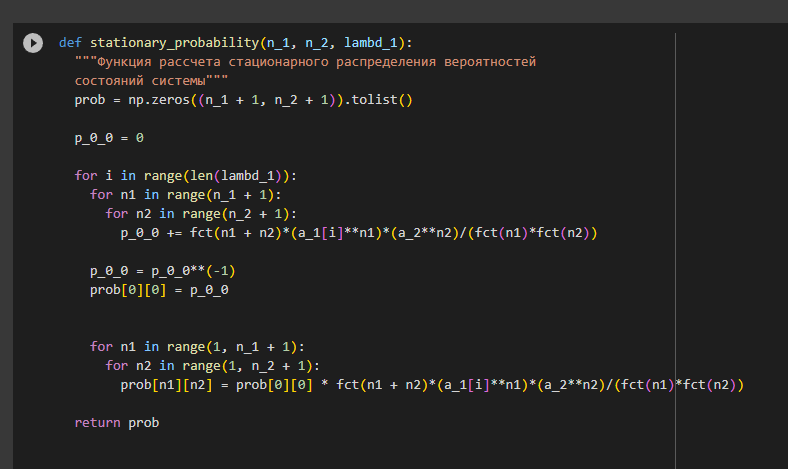 def stationary_probability(n_1, n_2, lambd_1):
"""Функция рассчета стационарного распределения вероятностей
состояний системы"""
prob = np.zeros((n_1 + 1, n_2 + 1)).tolist()
p_0_0 = 0
for i in range(len(lambd_1)):
for n1 in range(n_1 + 1):
for n2 in range(n_2 + 1):
p_0_0 += fct(n1 + n2)*(a_1[i]**n1)*(a_2**n2)/(fct(n1)*fct(n2))
p_0_0 = p_0_0**(-1)
prob[0][0] = p_0_0
for n1 in range(1, n_1 + 1):
for n2 in range(1, n_2 + 1):
prob[n1][n2] = prob[0][0] * fct(n1 + n2)*(a_1[i]**n1)*(a_2**n2)/(fct(n1)*fct(n2))
return prob